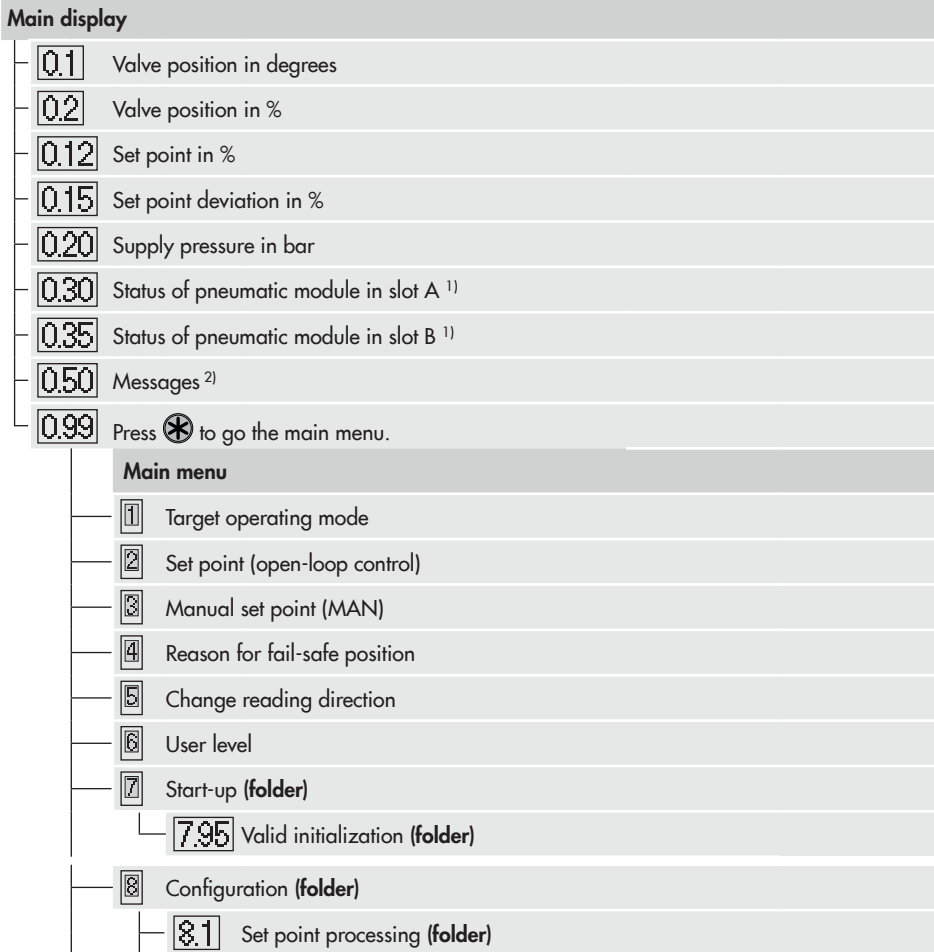 Main display
0.1 Valve position in degrees
0.2 Valve position in %
0.12 Set point in %
0.15 Set point deviation in %
0.20 Supply pressure in bar
0.30 Status of pneumatic module in slot A 1)
0.35 Status of pneumatic module in slot B 1)
0.50 Messages 2)
0.99 Press ✱ to go the main menu.
Main menu
1 Target operating mode
2 Set point (open-loop control)
3 Manual set point (MAN)
4 Reason for fail-safe position
5 Change reading direction
6 User level
7 Start-up (folder)
7.95 Valid initialization (folder)
8 Configuration (folder)
8.1 Set point processing (folder)